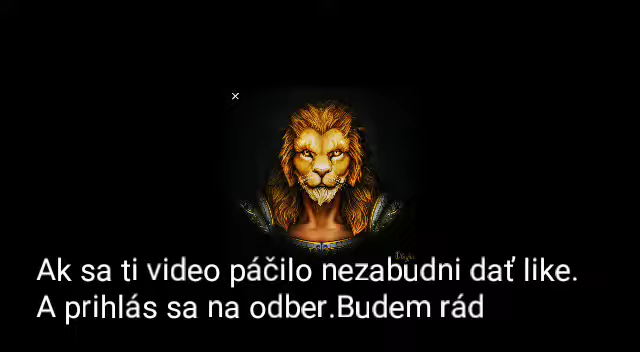 Ak sa ti video páčilo nezabudni dať like.
A prihlás sa na odber.Budem rád